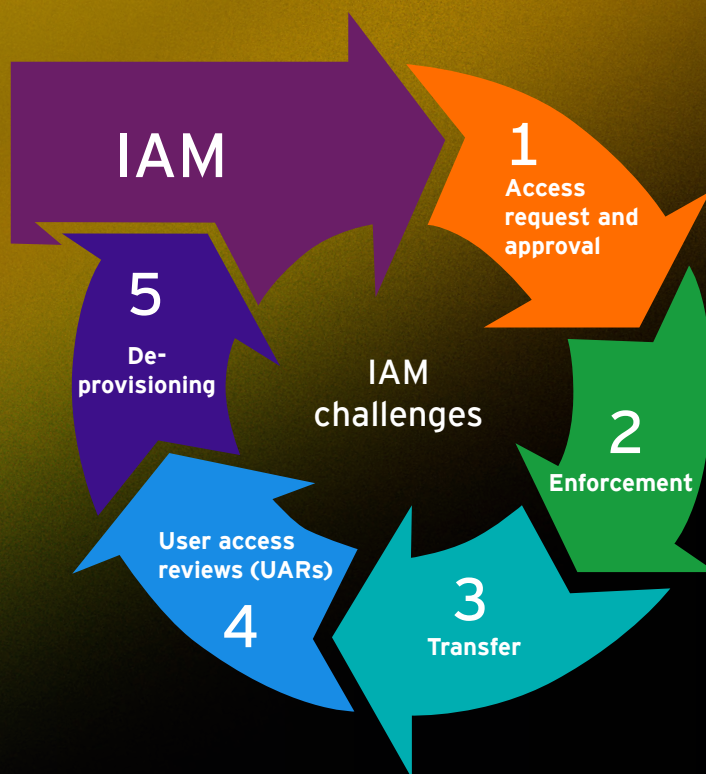 IAM
1
Access
request and
approval
2
Enforcement
3
Transfer
User access
reviews (UARs)
4
5
De-
provisioning
IAM
challenges